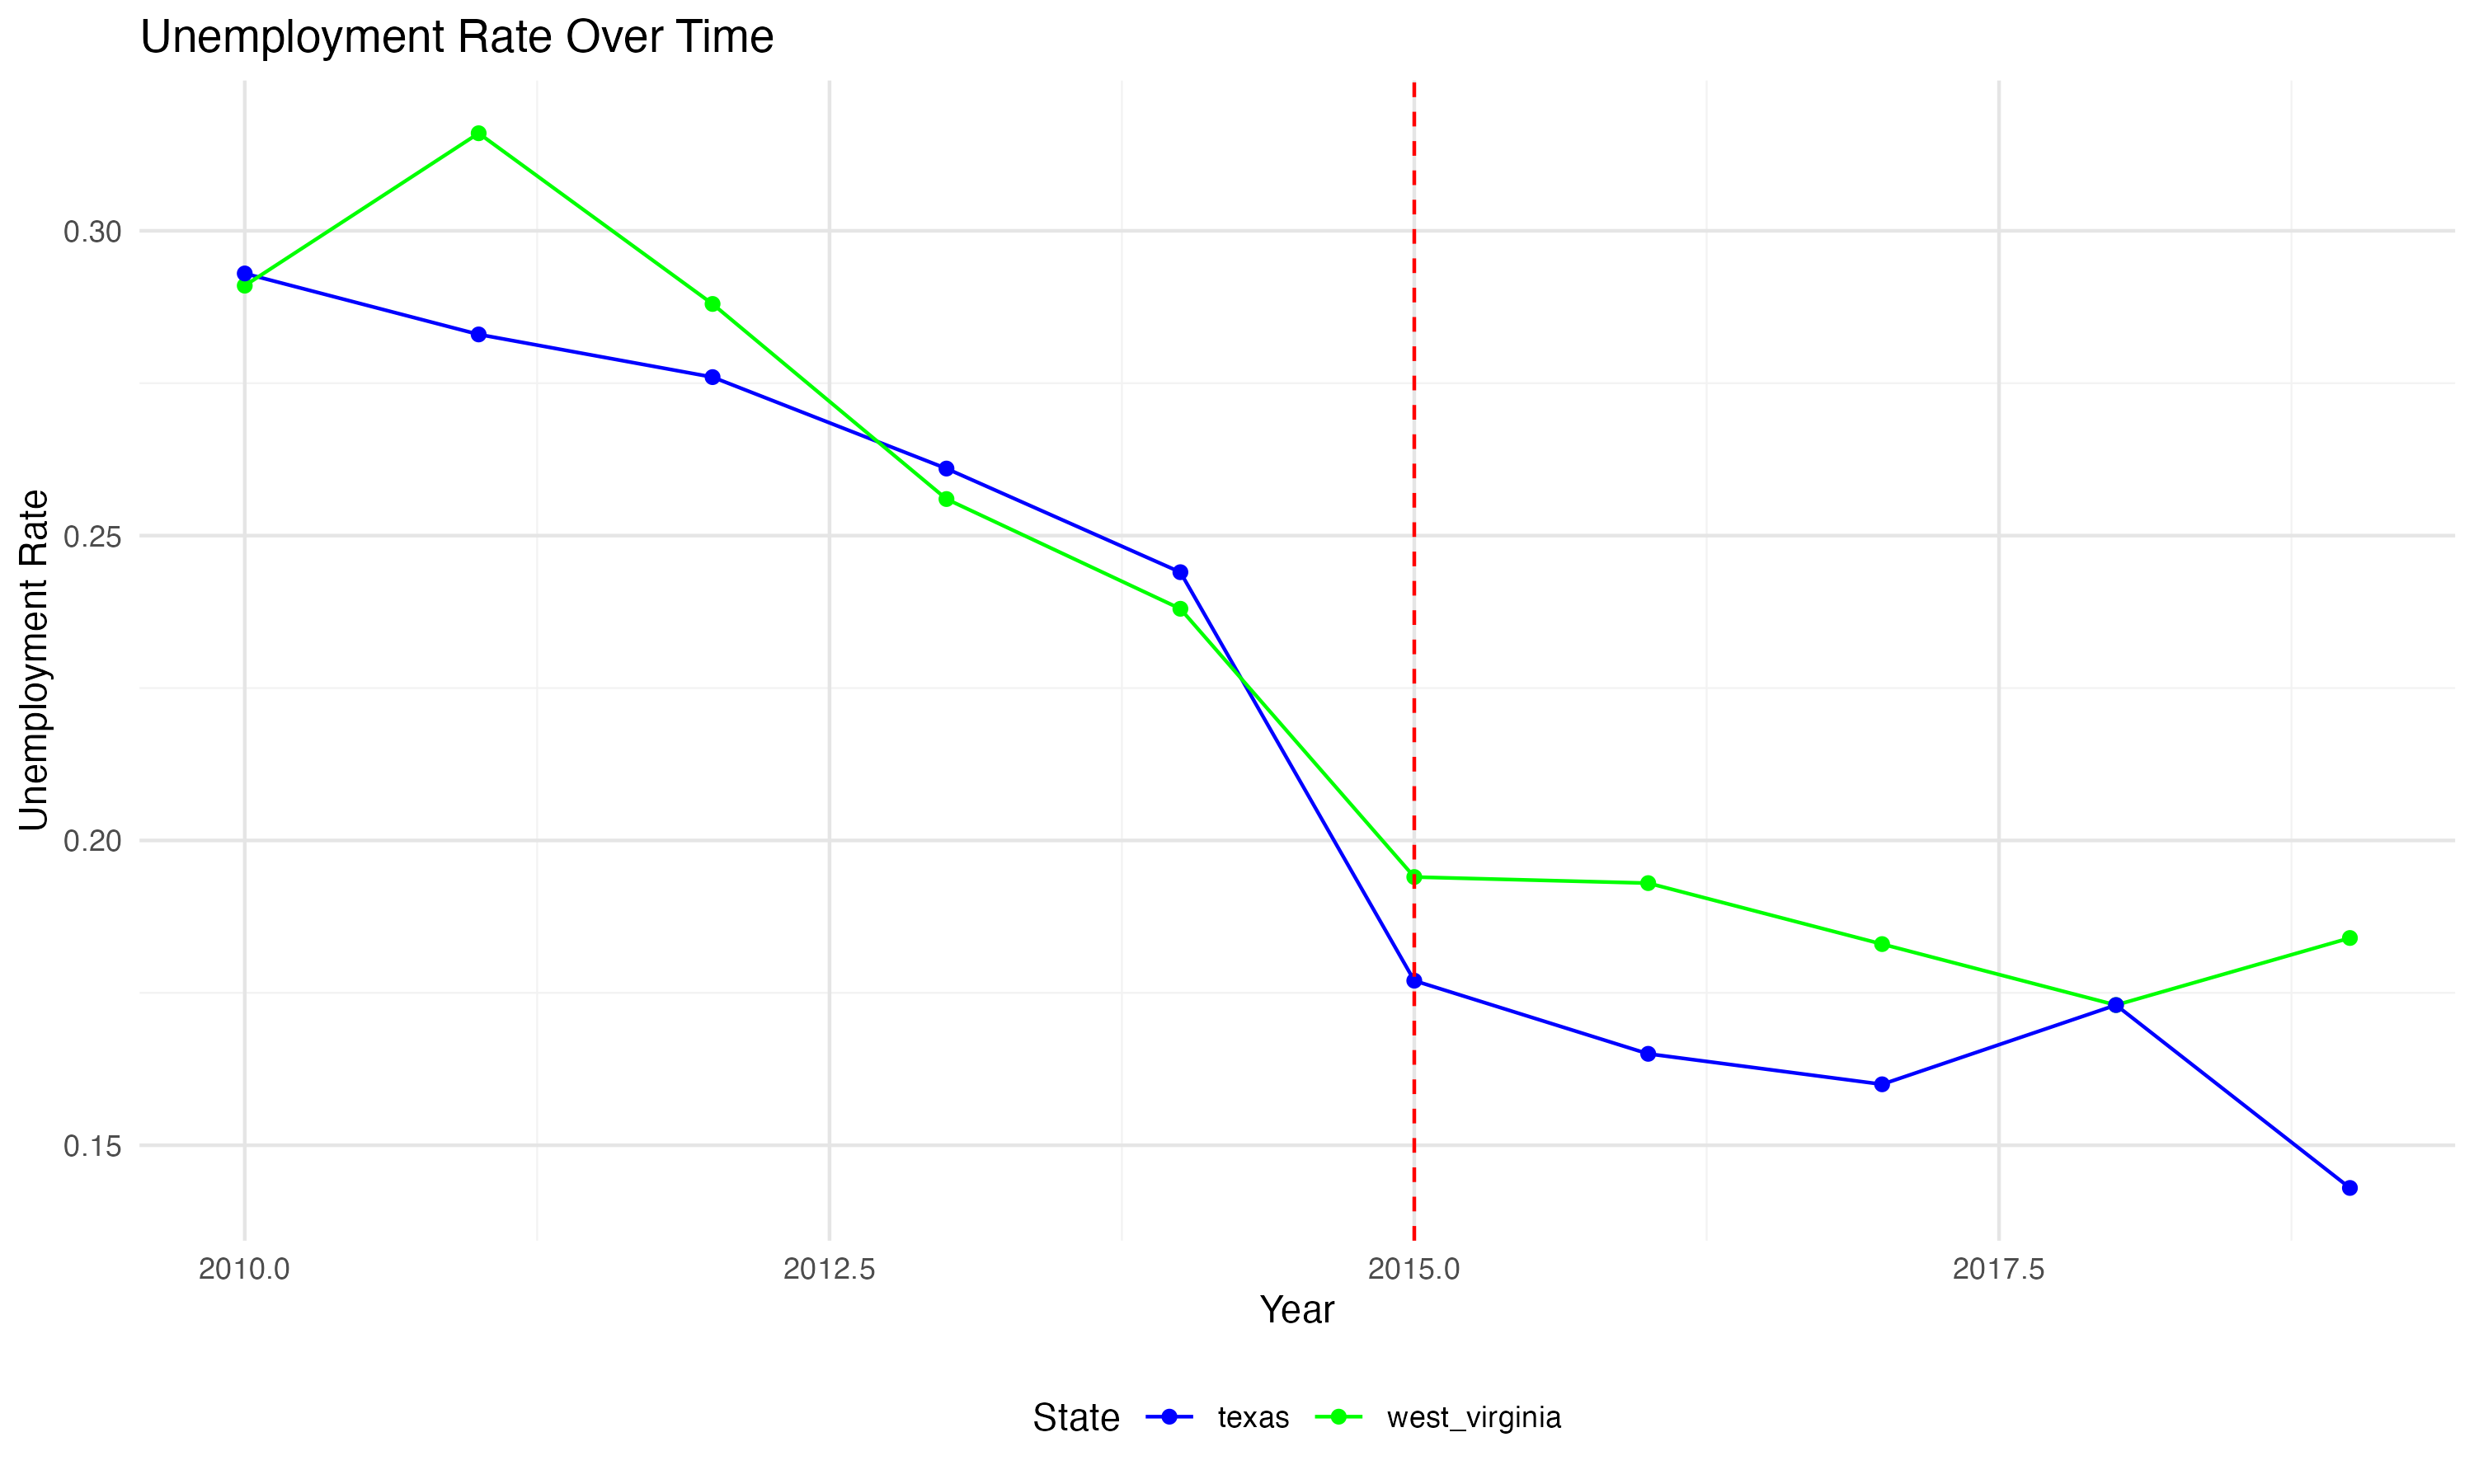 Unemployment Rate Over Time
Unemployment Rate
0.30
0.25
0.20
0.15
2010.0 2012.5 2015.0 2017.5
Year
State texas west_virginia